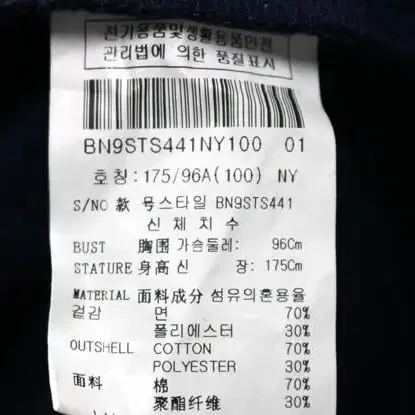 전기용품및생활용품안전
관리법에 의한 품질표시
BN9STS441NY100 01
호칭:175/96A(100) NY
S/NO 款 号스타일 BN9STS441
신 체 치 수
BUST 胸围 가슴둘레: 96Cm
STATURE 身高 신 장: 175Cm
MATERIAL 面料成分 섬유의혼용율
겉감 면 70%
폴리에스터 30%
OUTSHELL COTTON 70%
POLYESTER 30%
面料 棉 70%
聚酯纤维 30%